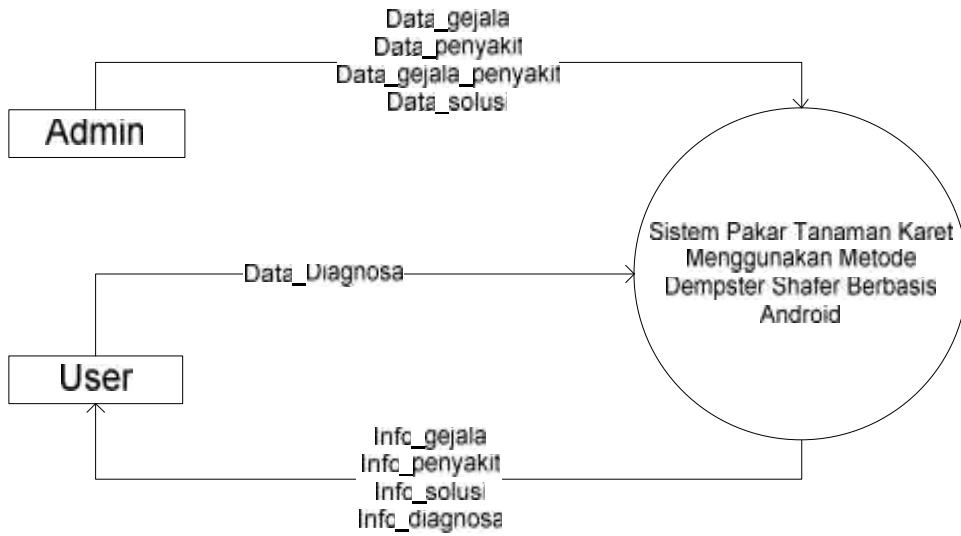 Data_gejala
Data_penyakit
Data_gejala_penyakit
Data_solusi
Admin
Sistem Pakar Tanaman Karet
Menggunakan Metode
Dempster Shafer Berbasis
Android
Data_Diagnosa
User
Info_gejala
Info_penyakit
Info_solusi
Info_diagnosa